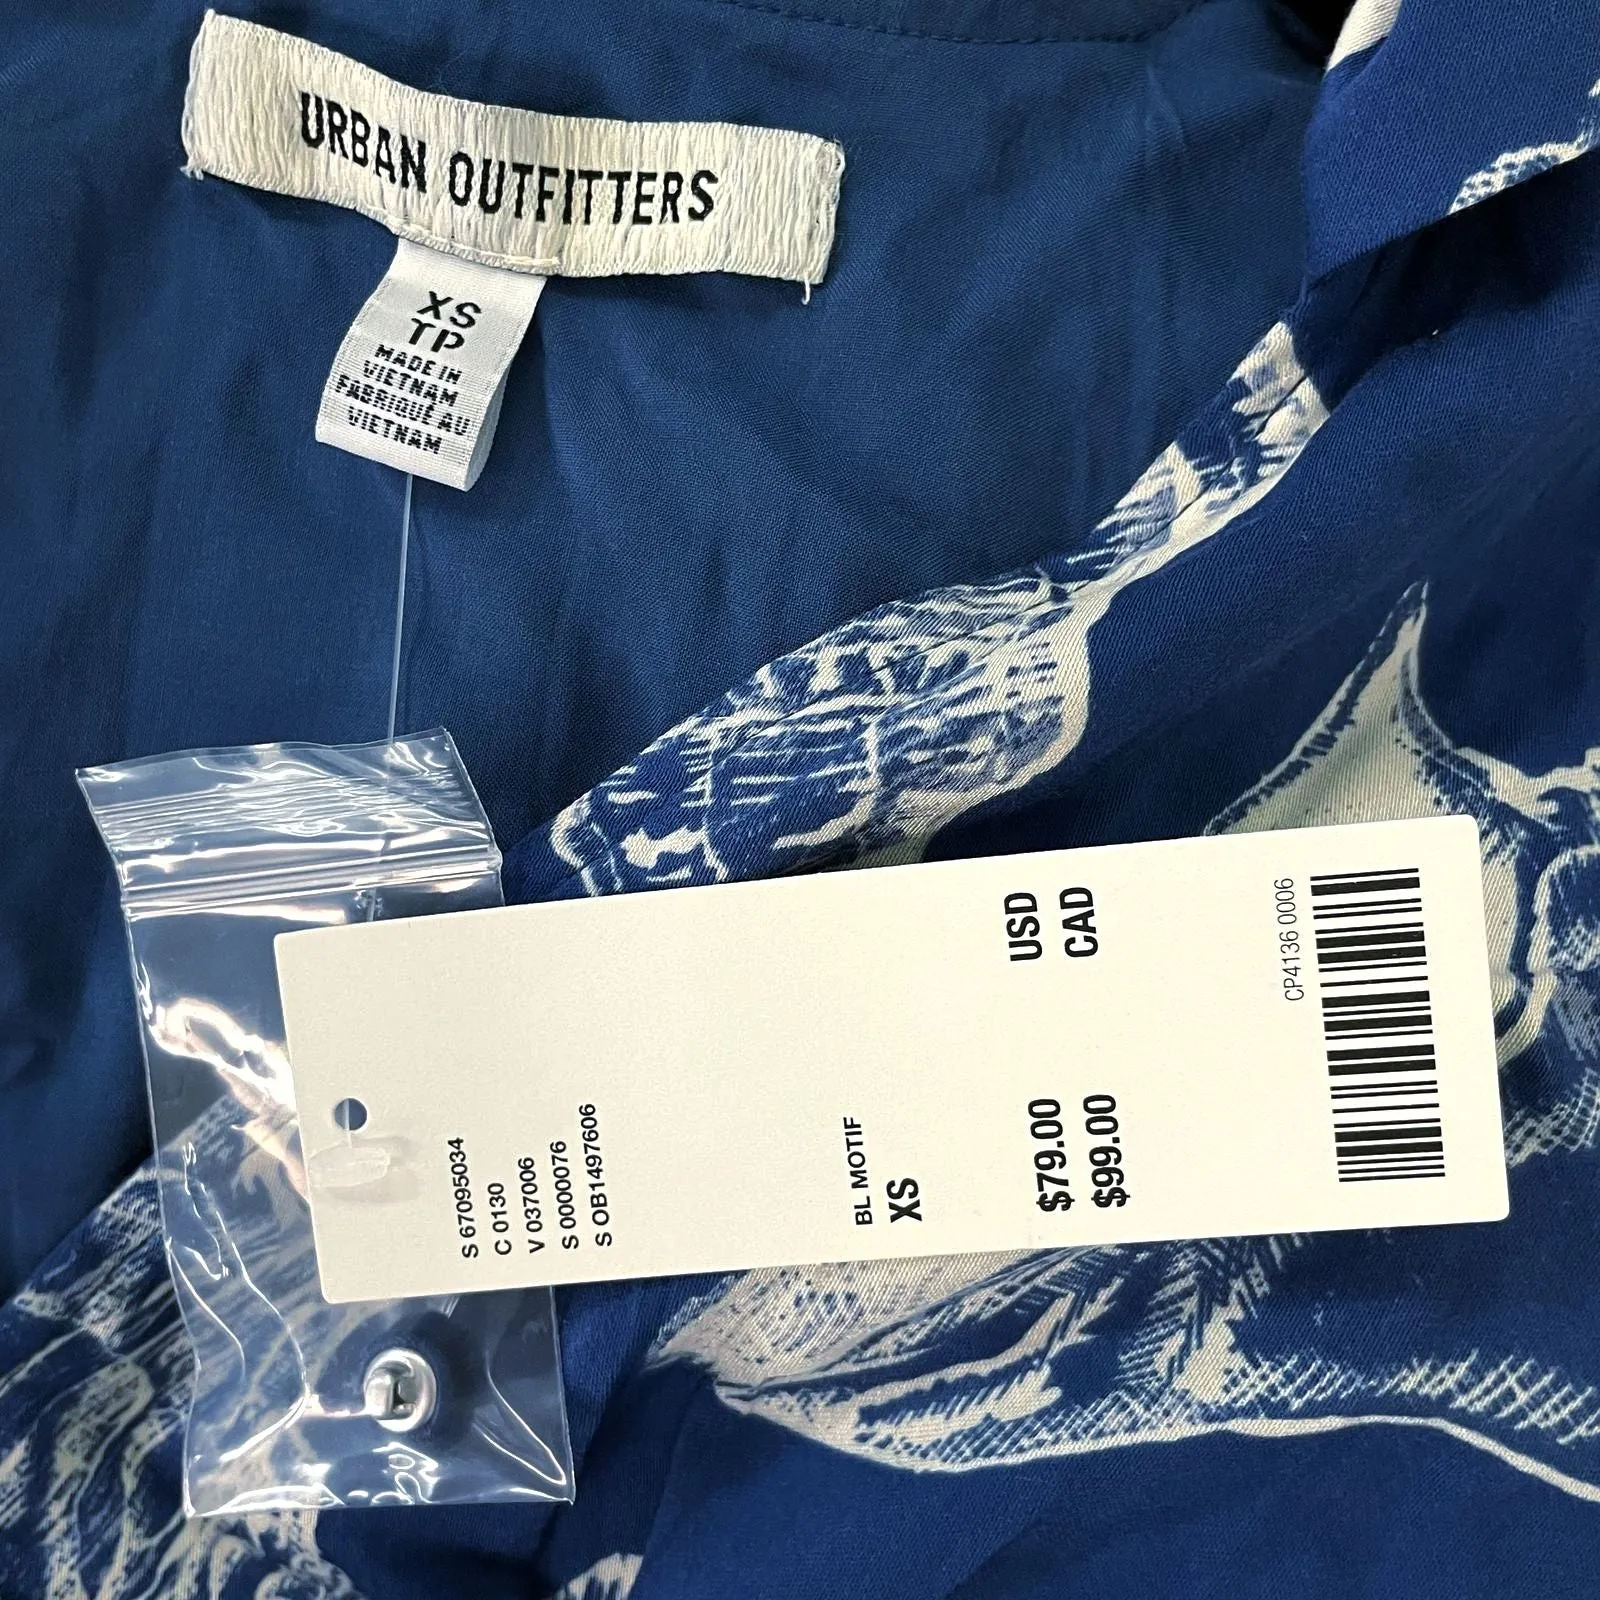 URBAN OUTFITTERS
XS
TP
MADE IN
VIETNAM
FABRIQUÉ AU
VIETNAM
S 67095034
C 0130
V 037006
S 0000076
S OB1497606
BL MOTIF
XS
USD $79.00
CAD $99.00
CP4136 0006